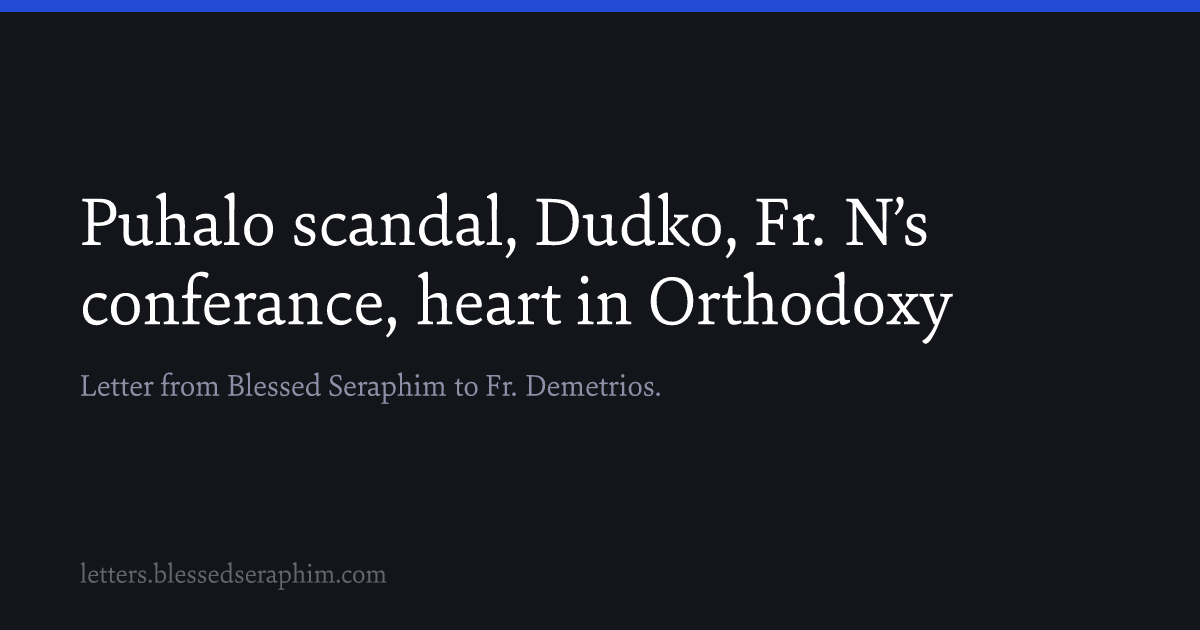 Puhalo scandal, Dudko, Fr. N’s
conferance, heart in Orthodoxy
Letter from Blessed Seraphim to Fr. Demetrios.
letters.blessedseraphim.com